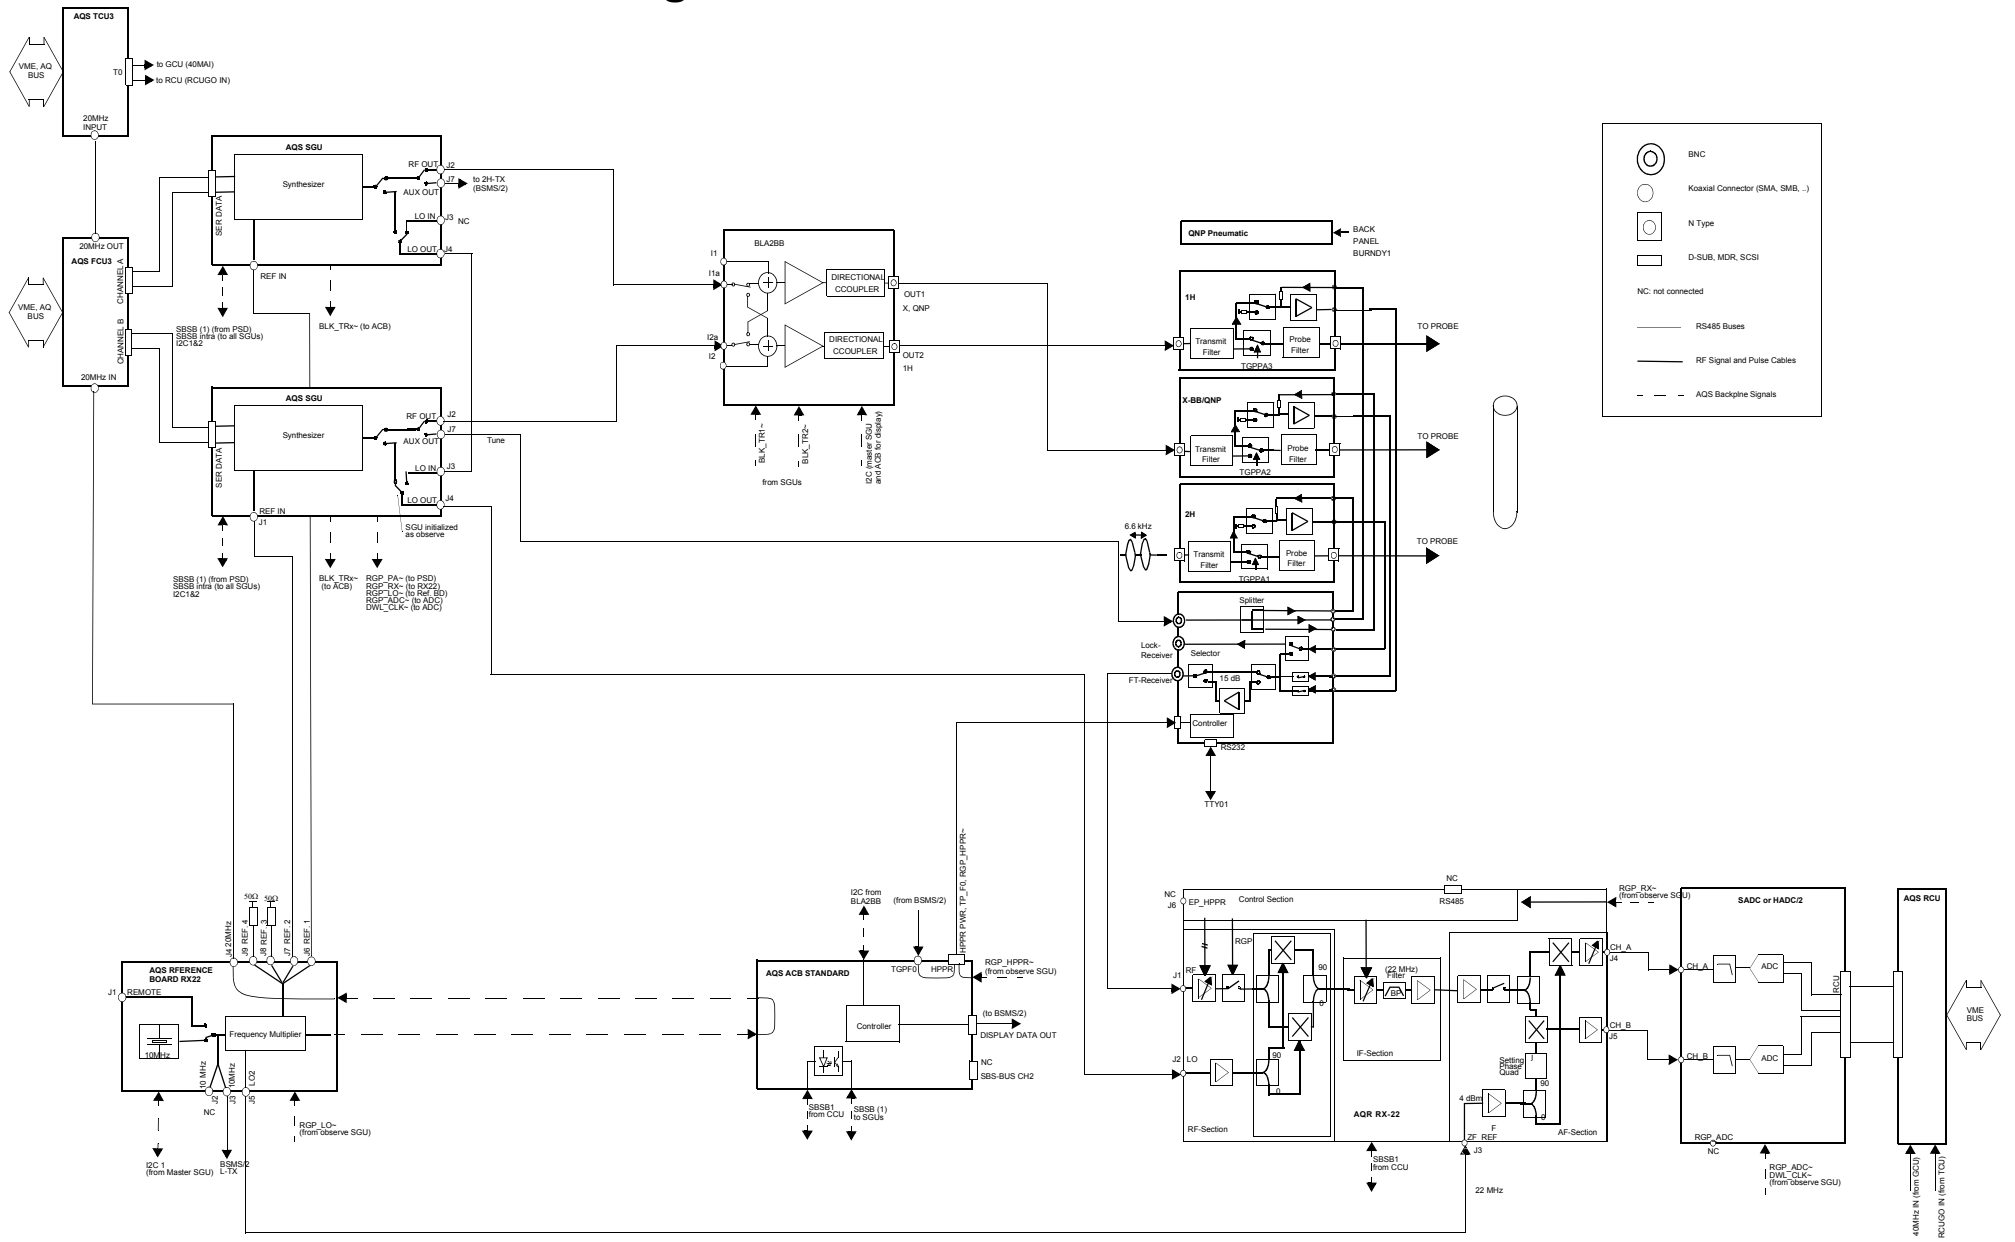 AQS TCU3
VME, AQ
BUS
T0
to GCU (40MAI)
to RCU (RCUGO IN)
20MHz
INPUT
AQS SGU
Synthesizer
RF OUT
J2
J7
to 2H-TX
(BSMS/2)
AUX OUT
LO IN
J3
NC
LO OUT
J4
SER DATA
REF IN
20MHz OUT
AQS FCU3
VME, AQ
BUS
CHANNEL A
CHANNEL B
20MHz IN
SBSB (1) (from PSD)
SBSB intra (to all SGUs)
I2C1&2
BLK_TRx~ (to ACB)
AQS SGU
Synthesizer
RF OUT
J2
J7
AUX OUT
Tune
LO IN
J3
LO OUT
J4
SER DATA
REF IN
J1
SGU initialized
as observe
SBSB (1) (from PSD)
SBSB intra (to all SGUs)
I2C1&2
BLK_TRx~
(to ACB)
RGP_PA~ (to PSD)
RGP_RX~ (to RX22)
RGP_LO~ (to Ref. BD)
RGP_ADC~ (to ADC)
DWL_CLK~ (to ADC)
BLA2BB
I1
I1a
I2a
I2
DIRECTIONAL
CCOUPLER
DIRECTIONAL
CCOUPLER
OUT1
X, QNP
OUT2
1H
BLK_TR1~
BLK_TR2~
I2C (master SGU
and ACB for display)
from SGUs
QNP Pneumatic
BACK
PANEL
BURNDY1
1H
Transmit
Filter
Probe
Filter
TGPPA3
TO PROBE
X-BB/QNP
Transmit
Filter
Probe
Filter
TGPPA2
TO PROBE
2H
6.6 kHz
Transmit
Filter
Probe
Filter
TGPPA1
TO PROBE
Splitter
Lock-
Receiver
Selector
FT-Receiver
15 dB
Controller
RS232
TTY01
BNC
Koaxial Connector (SMA, SMB, ..)
N Type
D-SUB, MDR, SCSI
NC: not connected
RS485 Buses
RF Signal and Pulse Cables
AQS Backplne Signals
50Ω
50Ω
J4 20MHz
J9 REF. 4
J8 REF. 3
J7 REF. 2
J6 REF. 1
AQS RFERENCE
BOARD RX22
J1
REMOTE
10MHz
Frequency Multiplier
10 MHz
10MHz
LO2
J2
J3
J5
NC
I2C 1
(from Master SGU)
BSMS/2
L-TX
RGP_LO~
(from observe SGU)
I2C from
BLA2BB
(from BSMS/2)
HPPR PWR, TP_F0, RGP_HPPR~
AQS ACB STANDARD
TGPF0
HPPR
RGP_HPPR~
(from observe SGU)
Controller
(to BSMS/2)
DISPLAY DATA OUT
NC
SBS-BUS CH2
SBSB1
from CCU
SBSB (1)
to SGUs
NC
J6
EP_HPPR
Control Section
NC
RS485
RGP_RX~
(from observe SGU)
RGP
J1
RF
90
0
(22 MHz)
Filter
BP
IF-Section
J2
LO
90
0
RF-Section
AQR RX-22
CH_A
J4
CH_B
J5
Setting
Phase
Quad
90
0
4 dBm
F
ZF_REF
J3
AF-Section
SBSB1
from CCU
22 MHz
SADC or HADC/2
CH_A
ADC
CH_B
ADC
RCU
RGP_ADC
NC
RGP_ADC~
DWL_CLK~
(from observe SGU)
AQS RCU
VME
BUS
40MHz IN (from GCU)
RCUGO IN (from TCU)